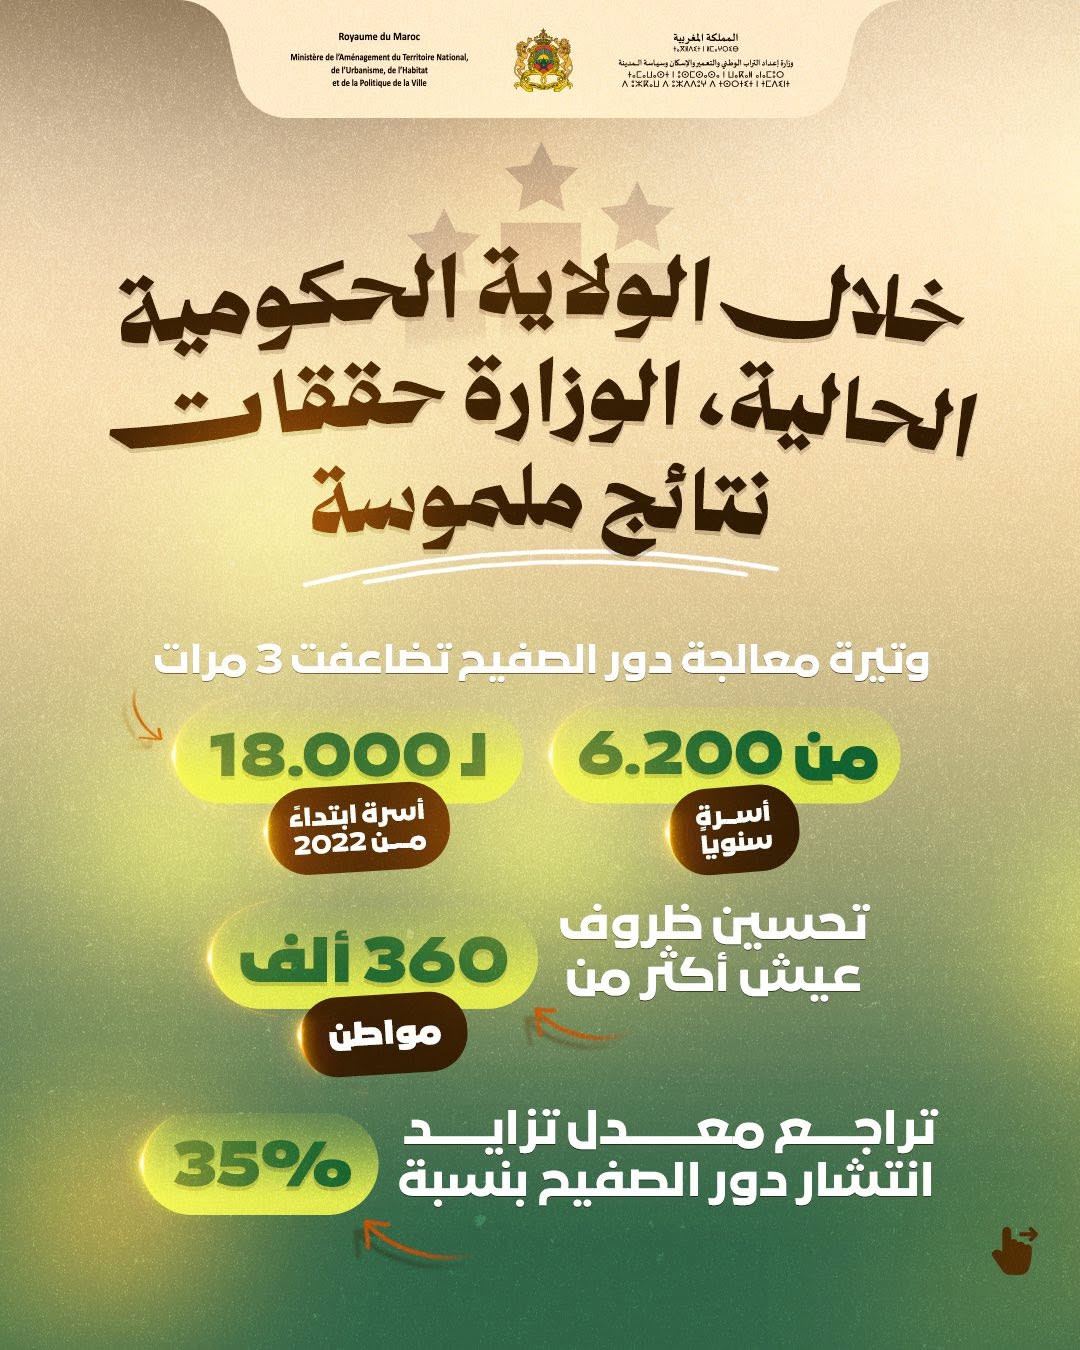 Royaume du Maroc
Ministère de l'Aménagement du Territoire National,
de l'Urbanisme, de l'Habitat
et de la Politique de la Ville
المملكة المغربية
ⵜⴰⴳⵍⴷⵉⵜ ⵏ ⵍⵎⵖⵔⵉⴱ
وزارة إعداد التراب الوطني والتعمير والإسكان وسياسة المدينة
خلال الولاية الحكومية
الحالية، الوزارة حققات
نتائج ملموسة
وتيرة معالجة دور الصفيح تضاعفت 3 مرات
من 6.200
أسرة
سنوياً
لـ 18.000
أسرة ابتداءً
من 2022
تحسين ظروف
عيش أكثر من
360 ألف
مواطن
تراجع معدل تزايد
انتشار دور الصفيح بنسبة
35%